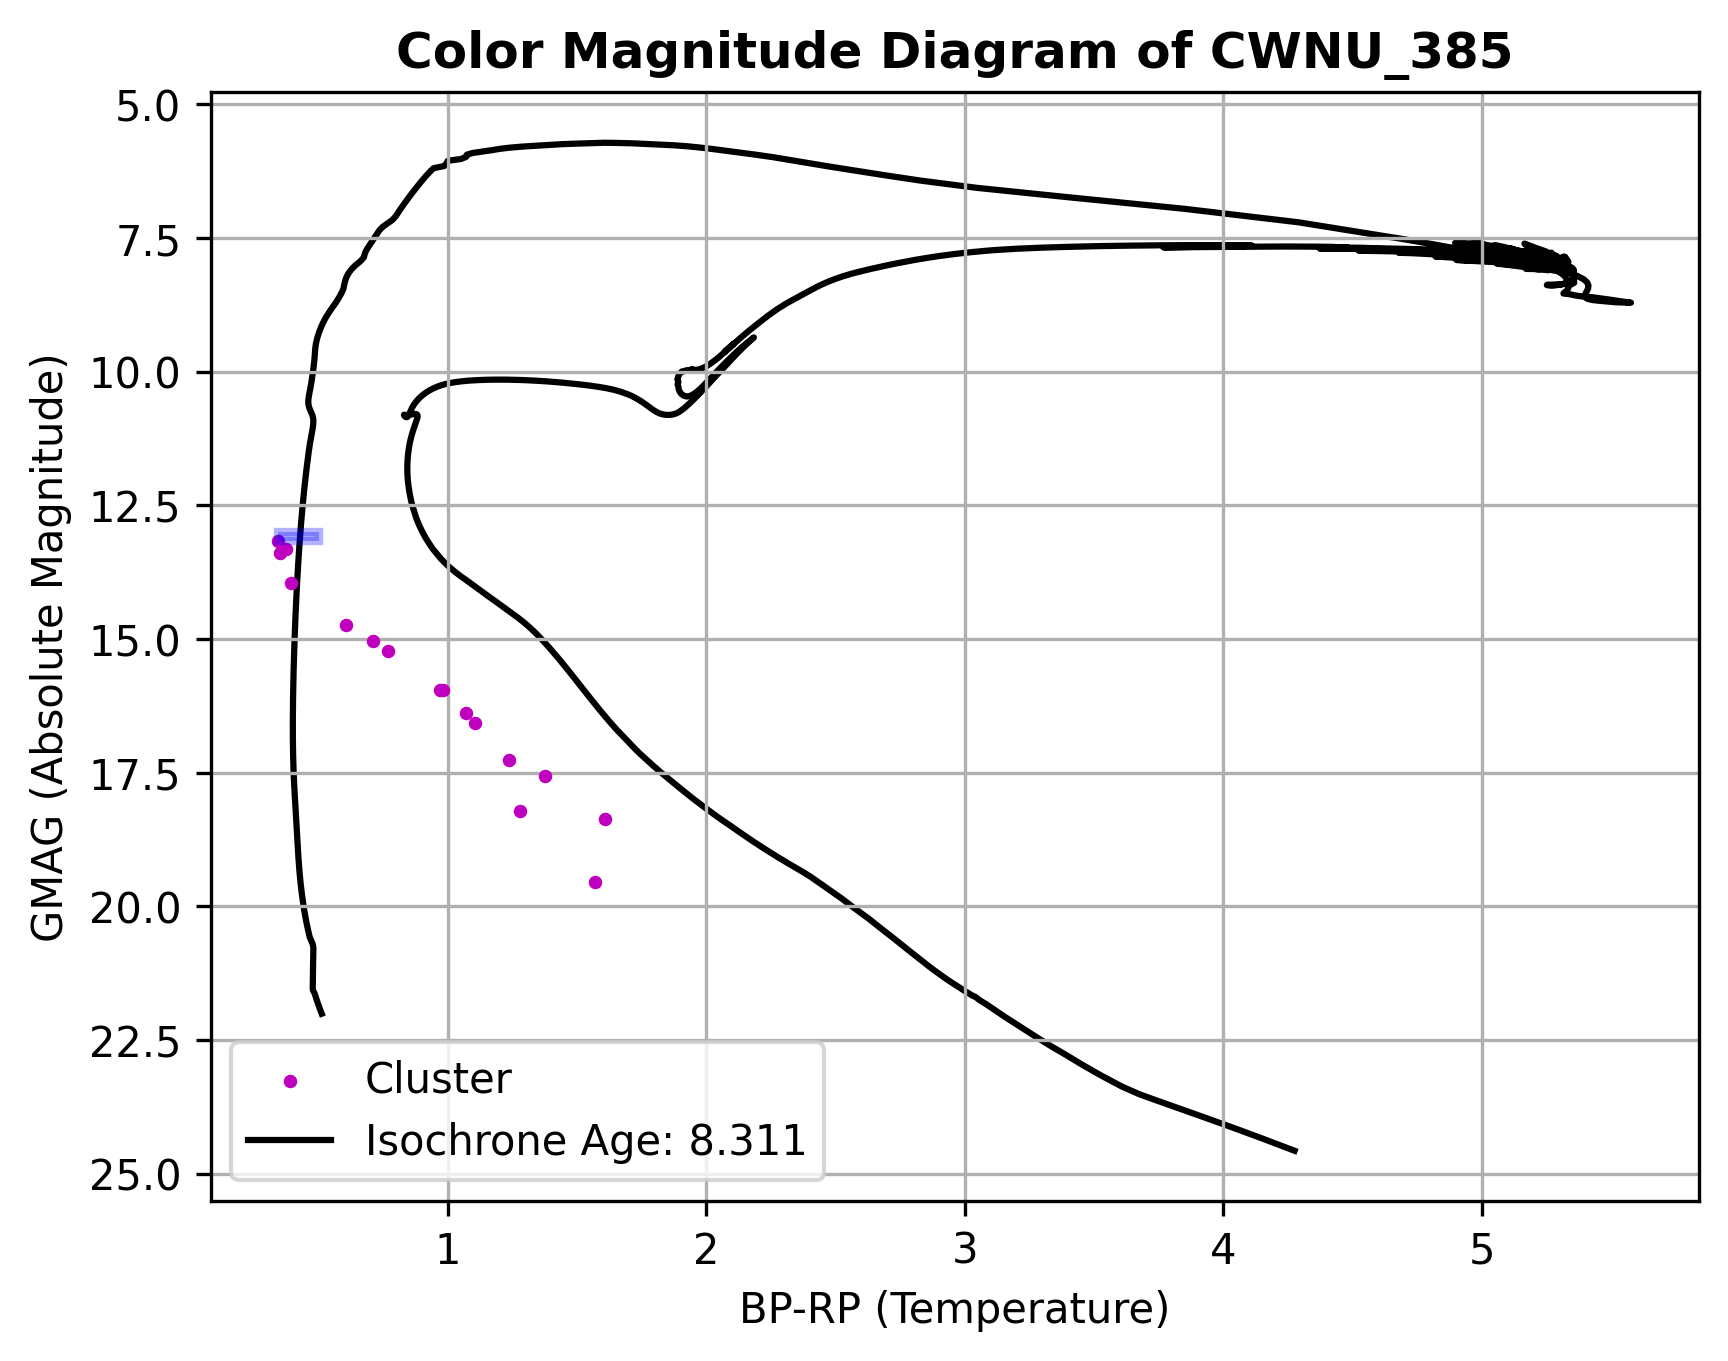 Color Magnitude Diagram of CWNU_385
GMAG (Absolute Magnitude)
5.0
7.5
10.0
12.5
15.0
17.5
20.0
22.5
25.0
Cluster
Isochrone Age: 8.311
1 2 3 4 5
BP-RP (Temperature)